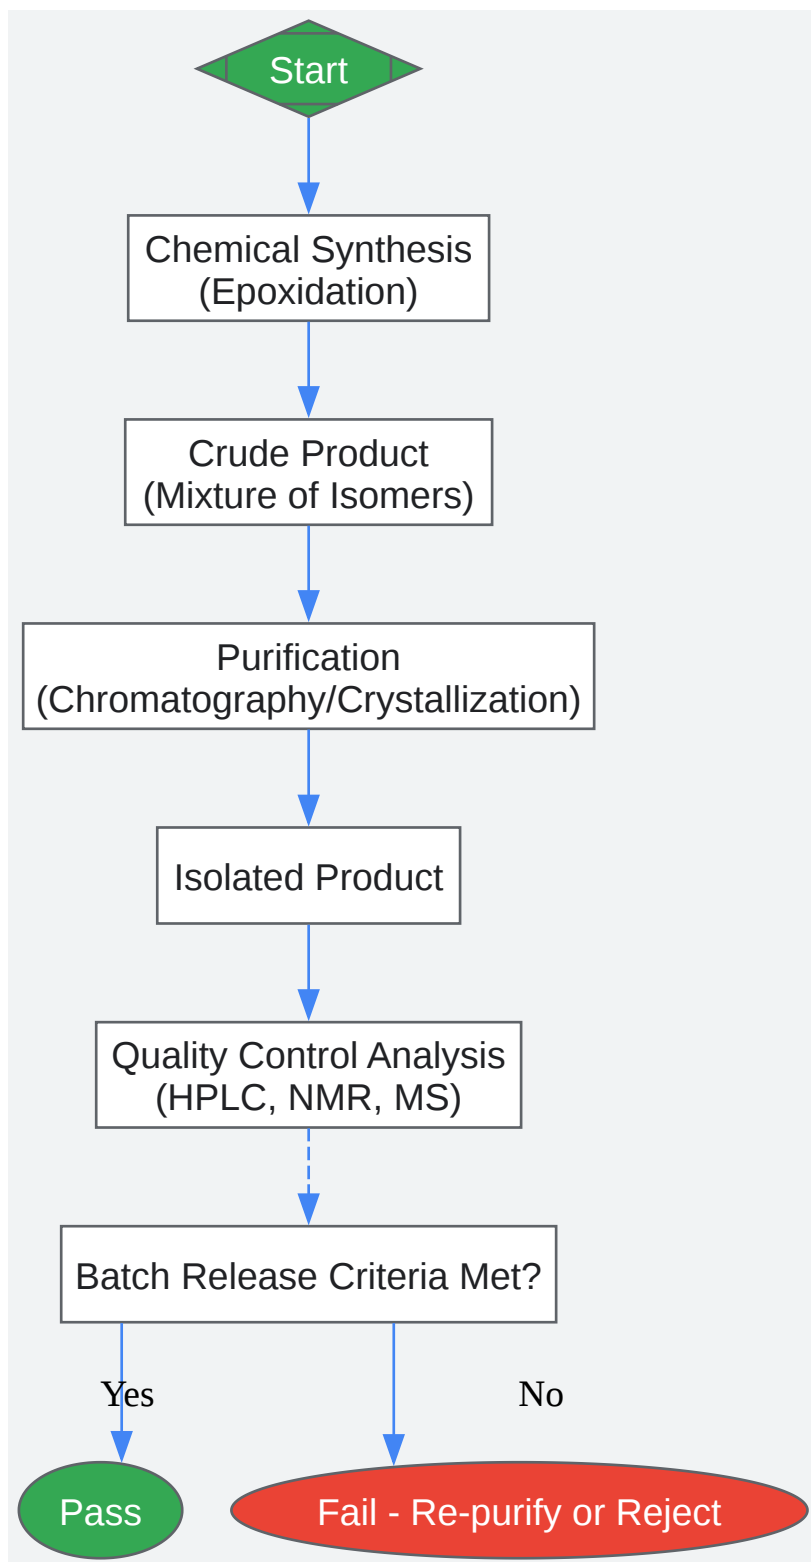 Start
Chemical Synthesis
(Epoxidation)
Crude Product
(Mixture of Isomers)
Purification
(Chromatography/Crystallization)
Isolated Product
Quality Control Analysis
(HPLC, NMR, MS)
Batch Release Criteria Met?
Yes
No
Pass
Fail - Re-purify or Reject